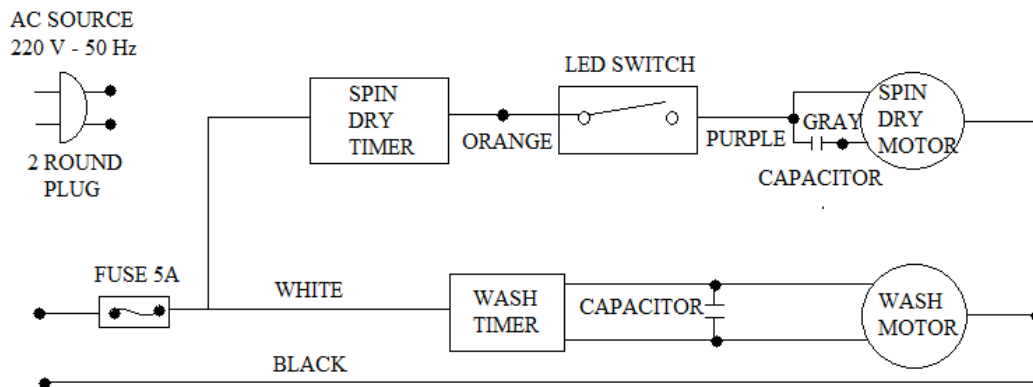 AC SOURCE
220 V - 50 Hz
2 ROUND
PLUG
SPIN
DRY
TIMER
ORANGE
LED SWITCH
PURPLE
GRAY
CAPACITOR
SPIN
DRY
MOTOR
FUSE 5A
WHITE
WASH
TIMER
CAPACITOR
WASH
MOTOR
BLACK